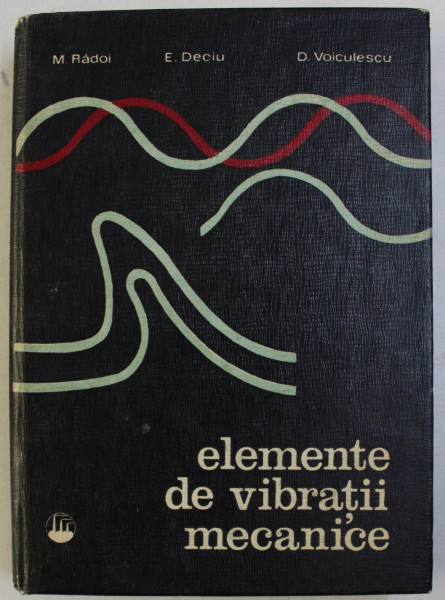 M. Rădoi E. Deciu D. Voiculescu
elemente
de vibrații
mecanice